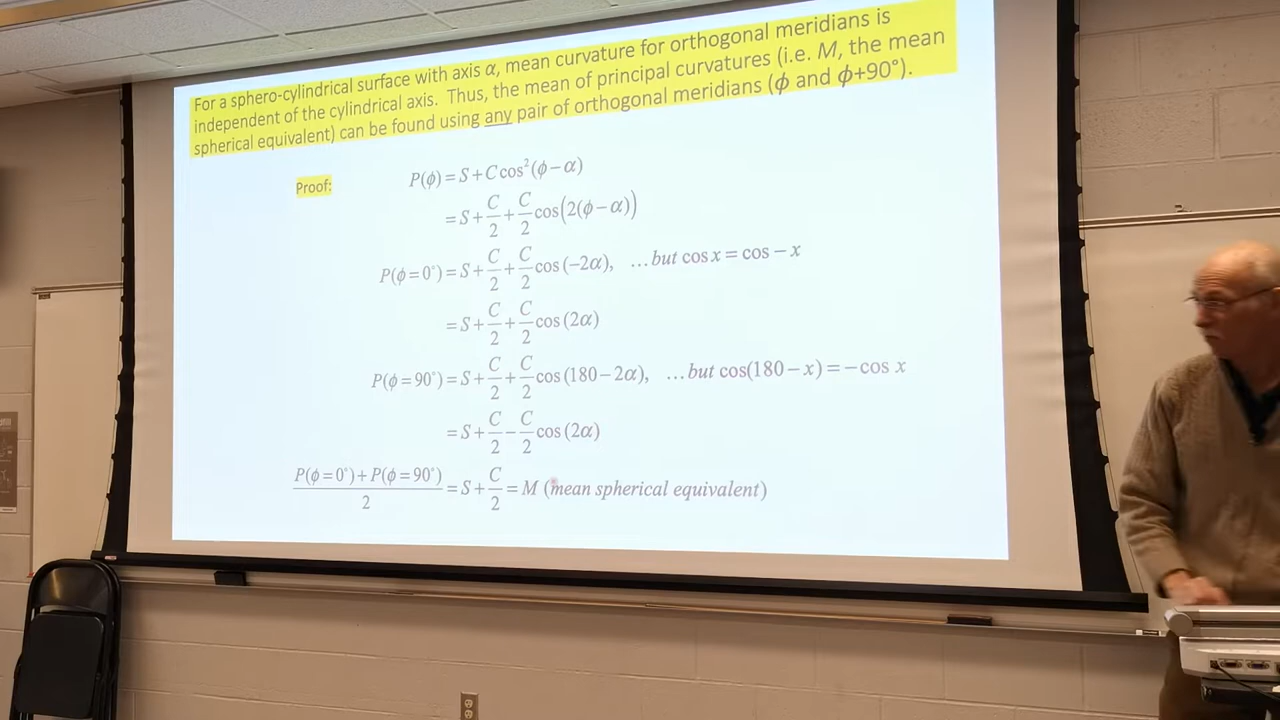 For a sphero-cylindrical surface with axis α, mean curvature for orthogonal meridians is
independent of the cylindrical axis. Thus, the mean of principal curvatures (i.e. M, the mean
spherical equivalent) can be found using any pair of orthogonal meridians (ϕ and ϕ+90°).
Proof:
P(ϕ) = S + C cos²(ϕ − α)
= S + C/2 + C/2 cos(2(ϕ − α))
P(ϕ = 0°) = S + C/2 + C/2 cos(−2α), ...but cos x = cos − x
= S + C/2 + C/2 cos(2α)
P(ϕ = 90°) = S + C/2 + C/2 cos(180 − 2α), ...but cos(180 − x) = −cos x
= S + C/2 − C/2 cos(2α)
P(ϕ = 0°) + P(ϕ = 90°)/2 = S + C/2 = M (mean spherical equivalent)